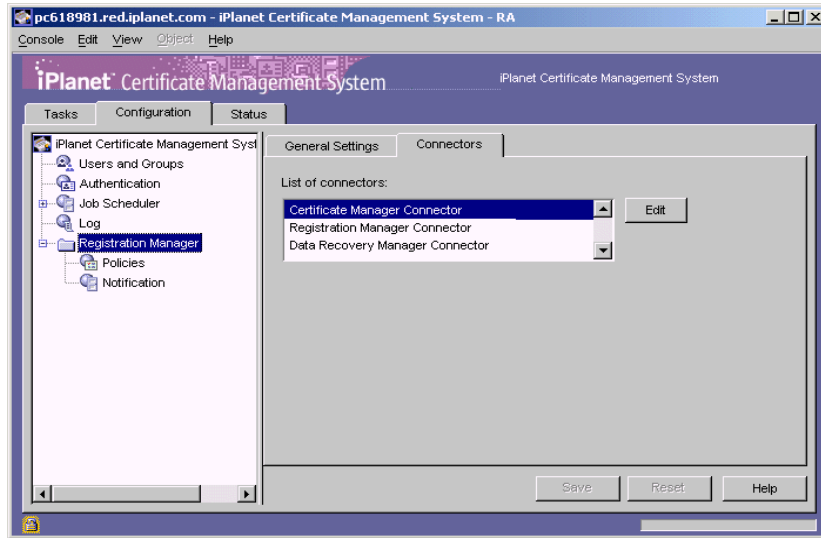 pc618981.red.iplanet.com - iPlanet Certificate Management System - RA
Console Edit View Object Help
iPlanet Certificate Management System
iPlanet Certificate Management System
Tasks Configuration Status
iPlanet Certificate Management Syst
Users and Groups
Authentication
Job Scheduler
Log
Registration Manager
Policies
Notification
General Settings Connectors
List of connectors:
Certificate Manager Connector
Registration Manager Connector
Data Recovery Manager Connector
Edit
Save Reset Help